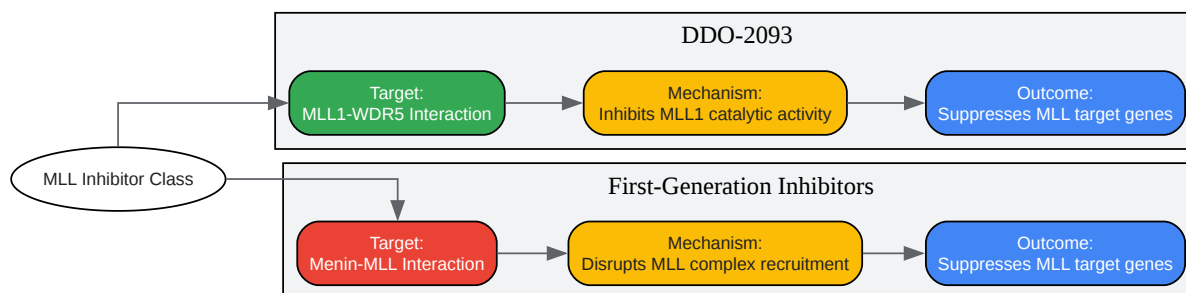 DDO-2093
Target:
MLL1-WDR5 Interaction
Mechanism:
Inhibits MLL1 catalytic activity
Outcome:
Suppresses MLL target genes
MLL Inhibitor Class
First-Generation Inhibitors
Target:
Menin-MLL Interaction
Mechanism:
Disrupts MLL complex recruitment
Outcome:
Suppresses MLL target genes